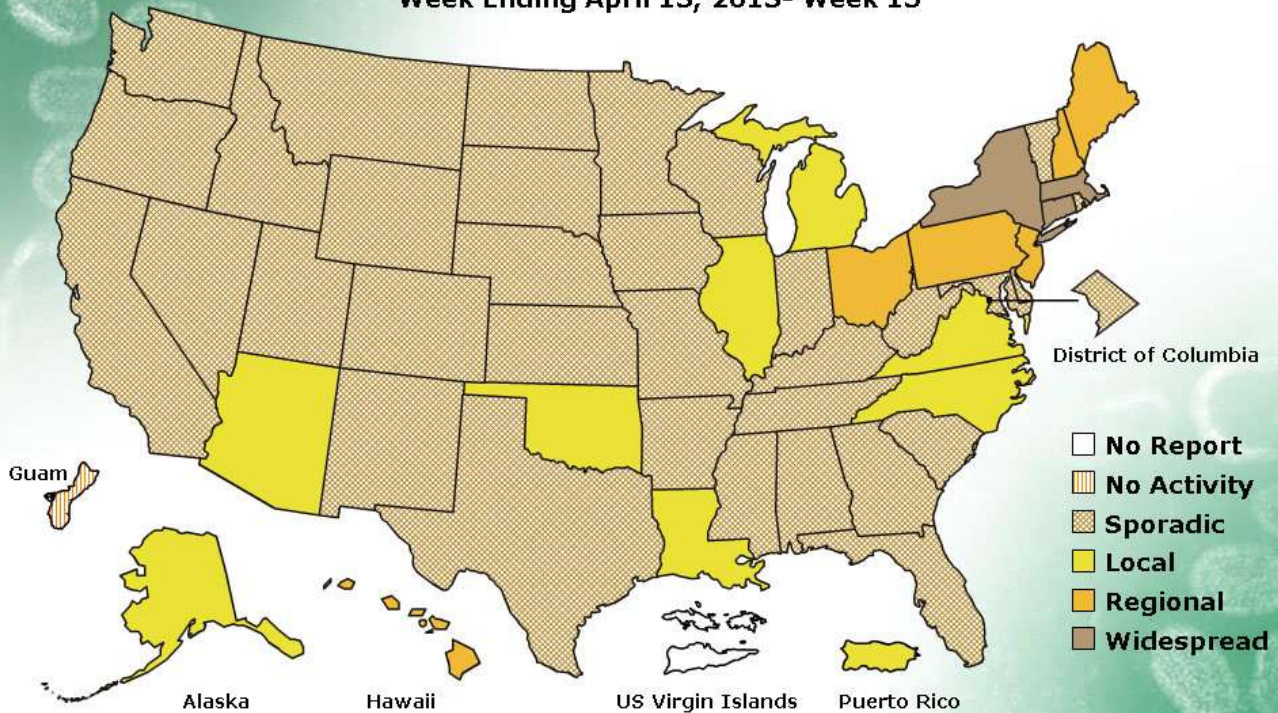 Week Ending April 13, 2013- Week 15
District of Columbia
Guam
No Report
No Activity
Sporadic
Local
Regional
Widespread
Alaska
Hawaii
US Virgin Islands
Puerto Rico